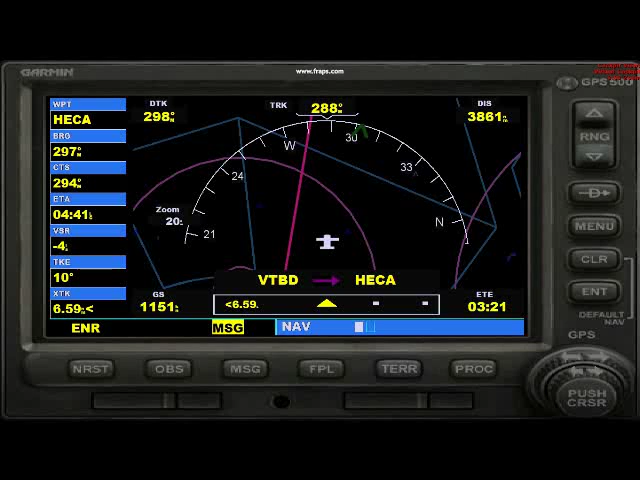 www.fraps.com
GARMIN
GPS 500
WPT
HECA
BRG
297°M
CTS
294°M
ETA
04:41
VSR
-4
TKE
10°
XTK
6.59 <
DTK
298°M
TRK
288°M
DIS
3861
21
24
W
30
33
N
Zoom
20
VTBD
HECA
GS
1151
<6.59
ETE
03:21
ENR
MSG
NAV
RNG
D
MENU
CLR
ENT
DEFAULT
NAV
GPS
PUSH
CRSR
NRST
OBS
MSG
FPL
TERR
PROC